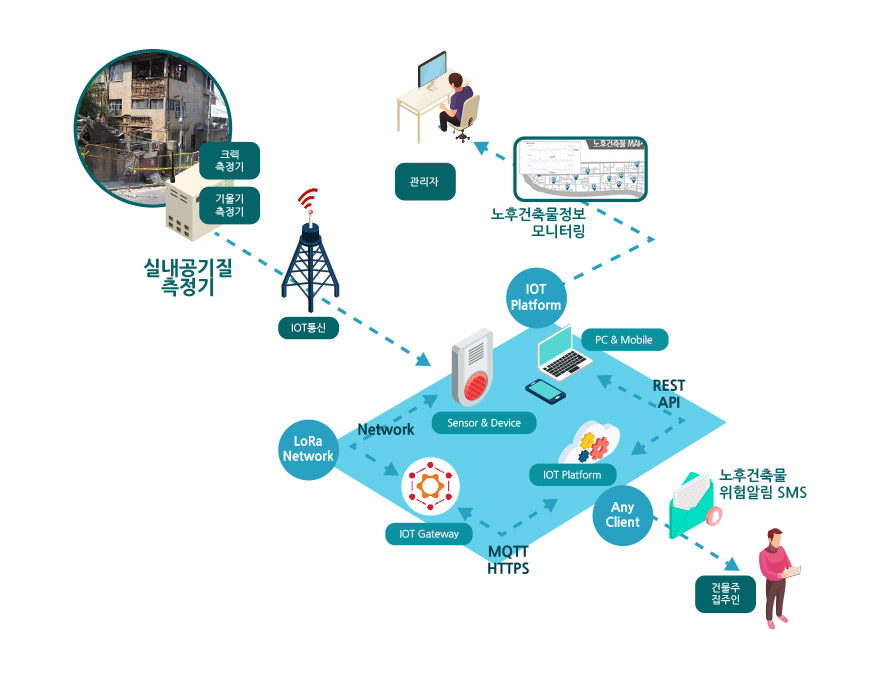 크랙
측정기
기울기
측정기
실내공기질
측정기
IOT통신
관리자
노후건축물 MAP
노후건축물정보
모니터링
IOT
Platform
PC & Mobile
REST
API
Sensor & Device
Network
LoRa
Network
IOT Platform
IOT Gateway
MQTT
HTTPS
Any
Client
노후건축물
위험알림 SMS
건물주
집주인